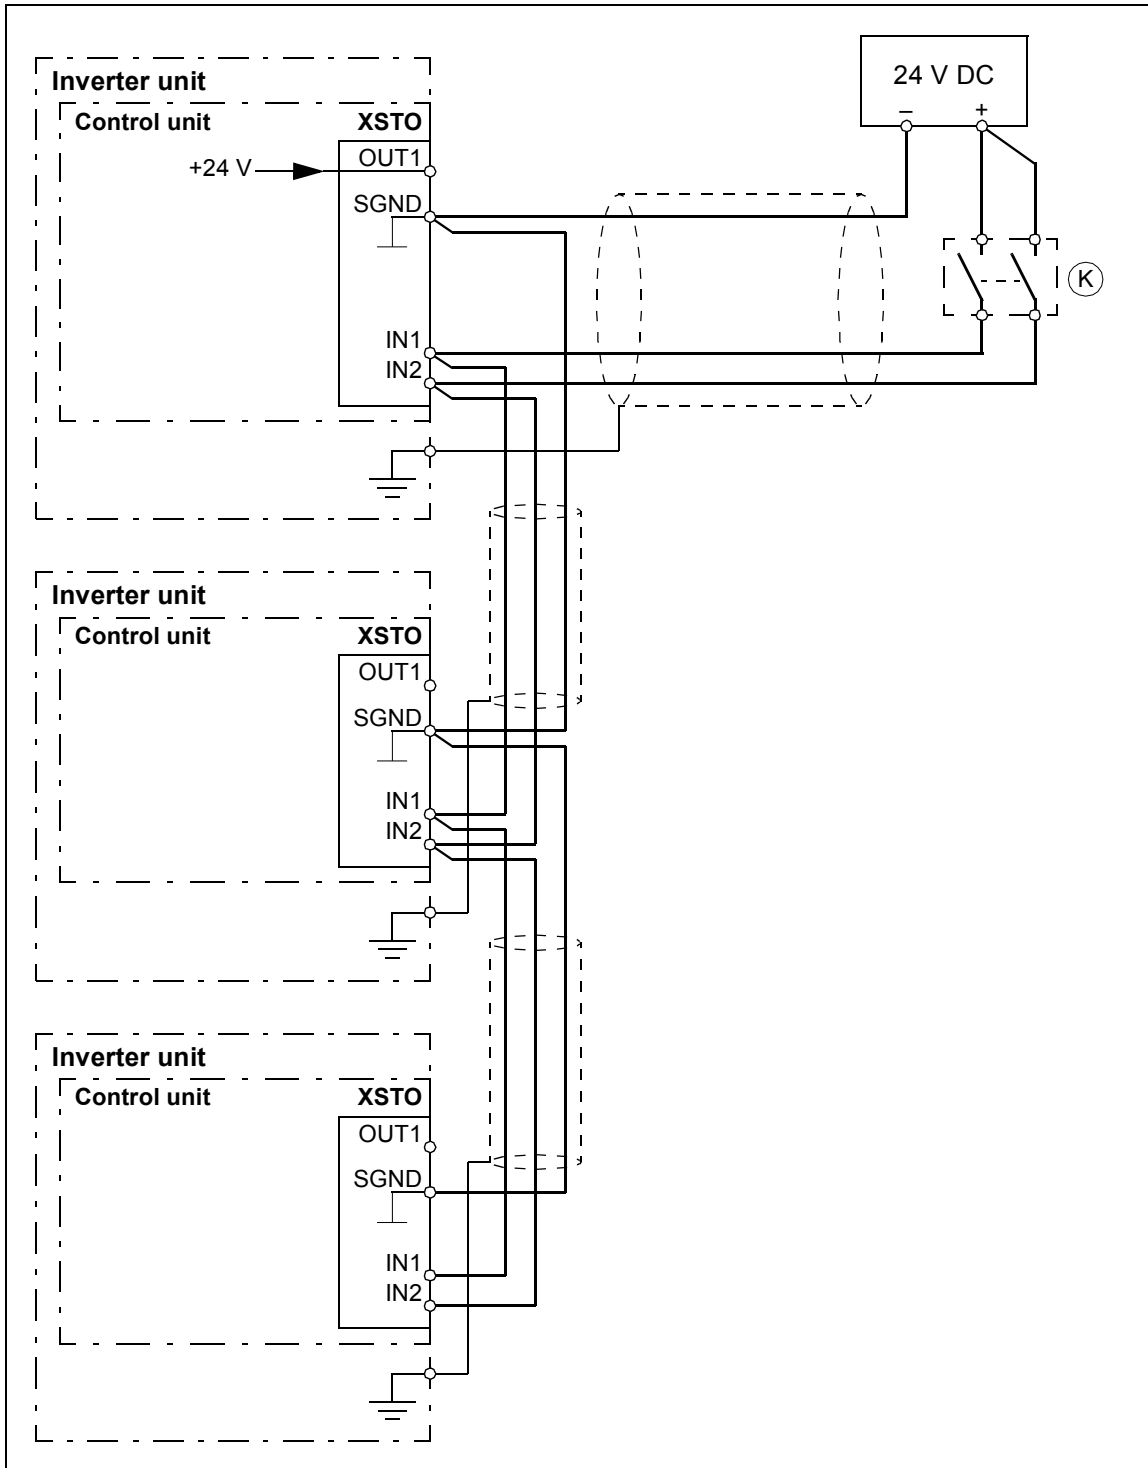 24 V DC
– +
Inverter unit
Control unit XSTO
OUT1
+24 V
SGND
K
IN1
IN2
Inverter unit
Control unit XSTO
OUT1
SGND
IN1
IN2
Inverter unit
Control unit XSTO
OUT1
SGND
IN1
IN2